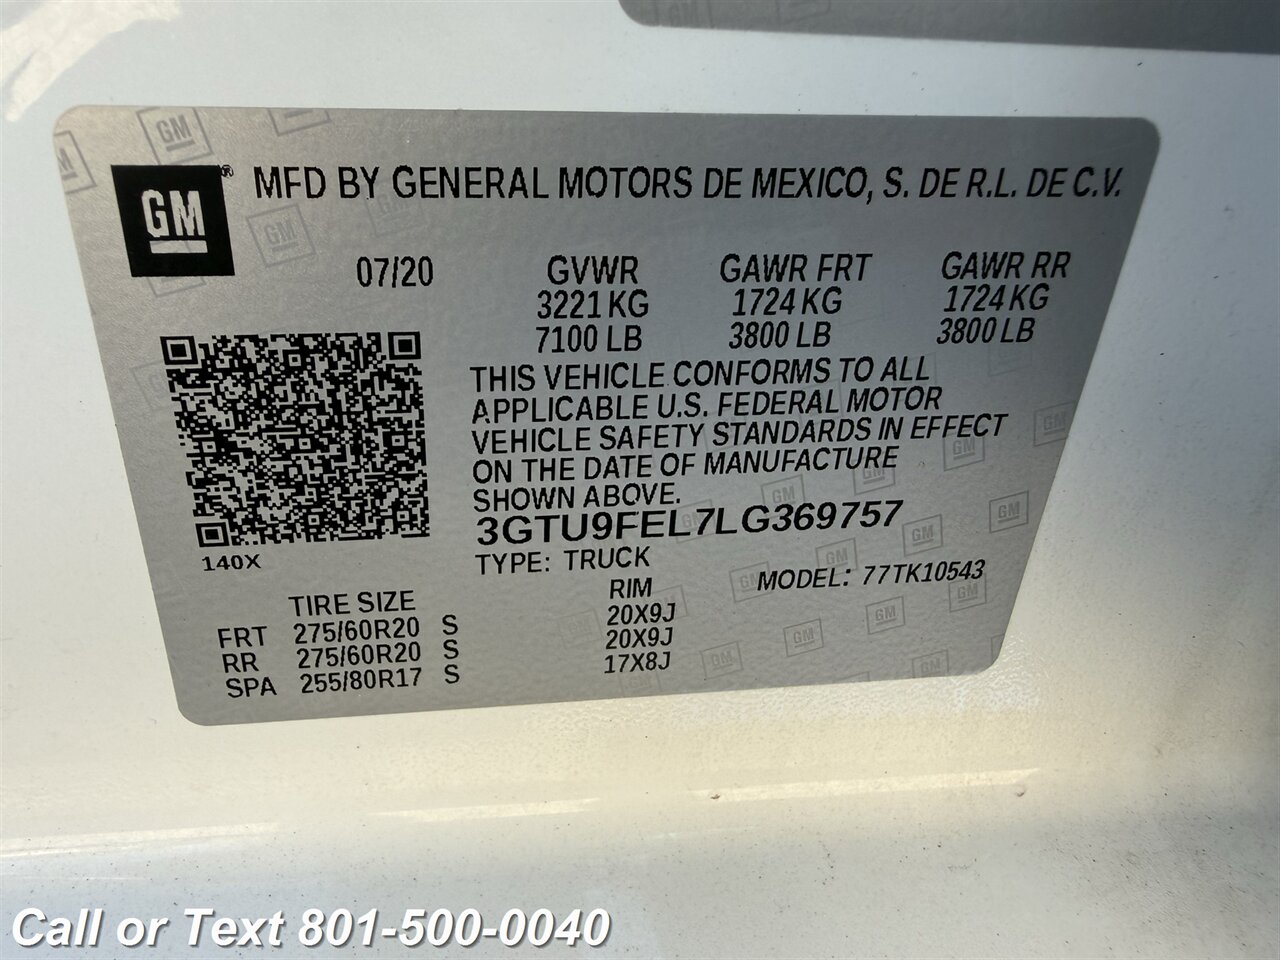 GM® MFD BY GENERAL MOTORS DE MEXICO, S. DE R.L. DE C.V.
07/20 GVWR GAWR FRT GAWR RR
3221 KG 1724 KG 1724 KG
7100 LB 3800 LB 3800 LB
THIS VEHICLE CONFORMS TO ALL
APPLICABLE U.S. FEDERAL MOTOR
VEHICLE SAFETY STANDARDS IN EFFECT
ON THE DATE OF MANUFACTURE
SHOWN ABOVE.
3GTU9FEL7LG369757
140X
TYPE: TRUCK MODEL: 77TK10543
TIRE SIZE RIM
FRT 275/60R20 S 20X9J
RR 275/60R20 S 20X9J
SPA 255/80R17 S 17X8J
Call or Text 801-500-0040